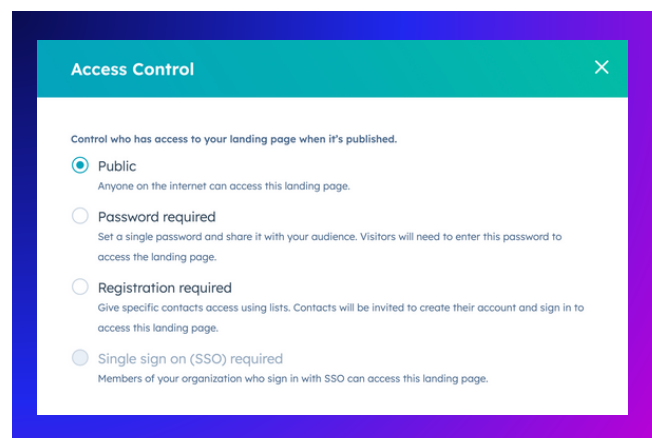 Access Control
Control who has access to your landing page when it's published.
Public
Anyone on the internet can access this landing page.
Password required
Set a single password and share it with your audience. Visitors will need to enter this password to
access the landing page.
Registration required
Give specific contacts access using lists. Contacts will be invited to create their account and sign in to
access this landing page.
Single sign on (SSO) required
Members of your organization who sign in with SSO can access this landing page.